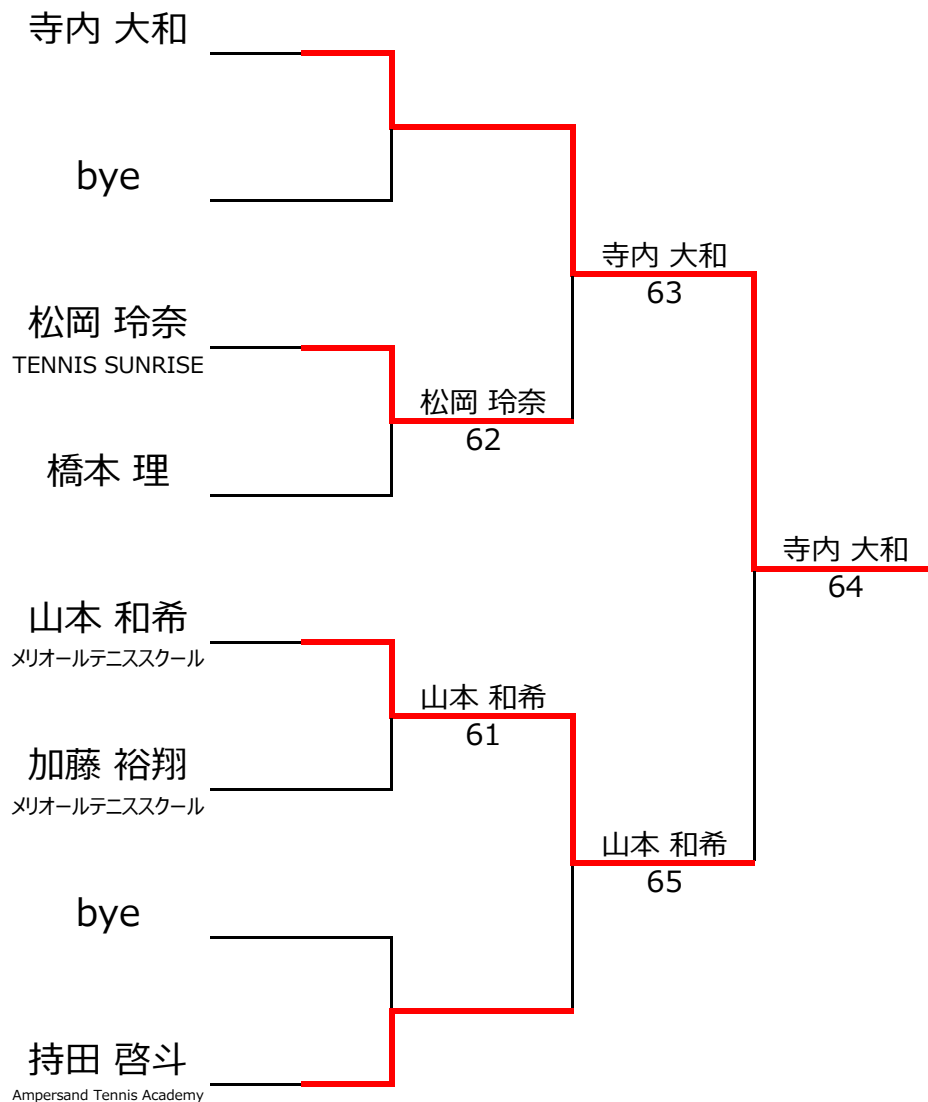 寺内 大和
bye
寺内 大和
63
松岡 玲奈
TENNIS SUNRISE
松岡 玲奈
62
橋本 理
寺内 大和
64
山本 和希
メリオールテニススクール
山本 和希
61
加藤 裕翔
メリオールテニススクール
山本 和希
65
bye
持田 啓斗
Ampersand Tennis Academy